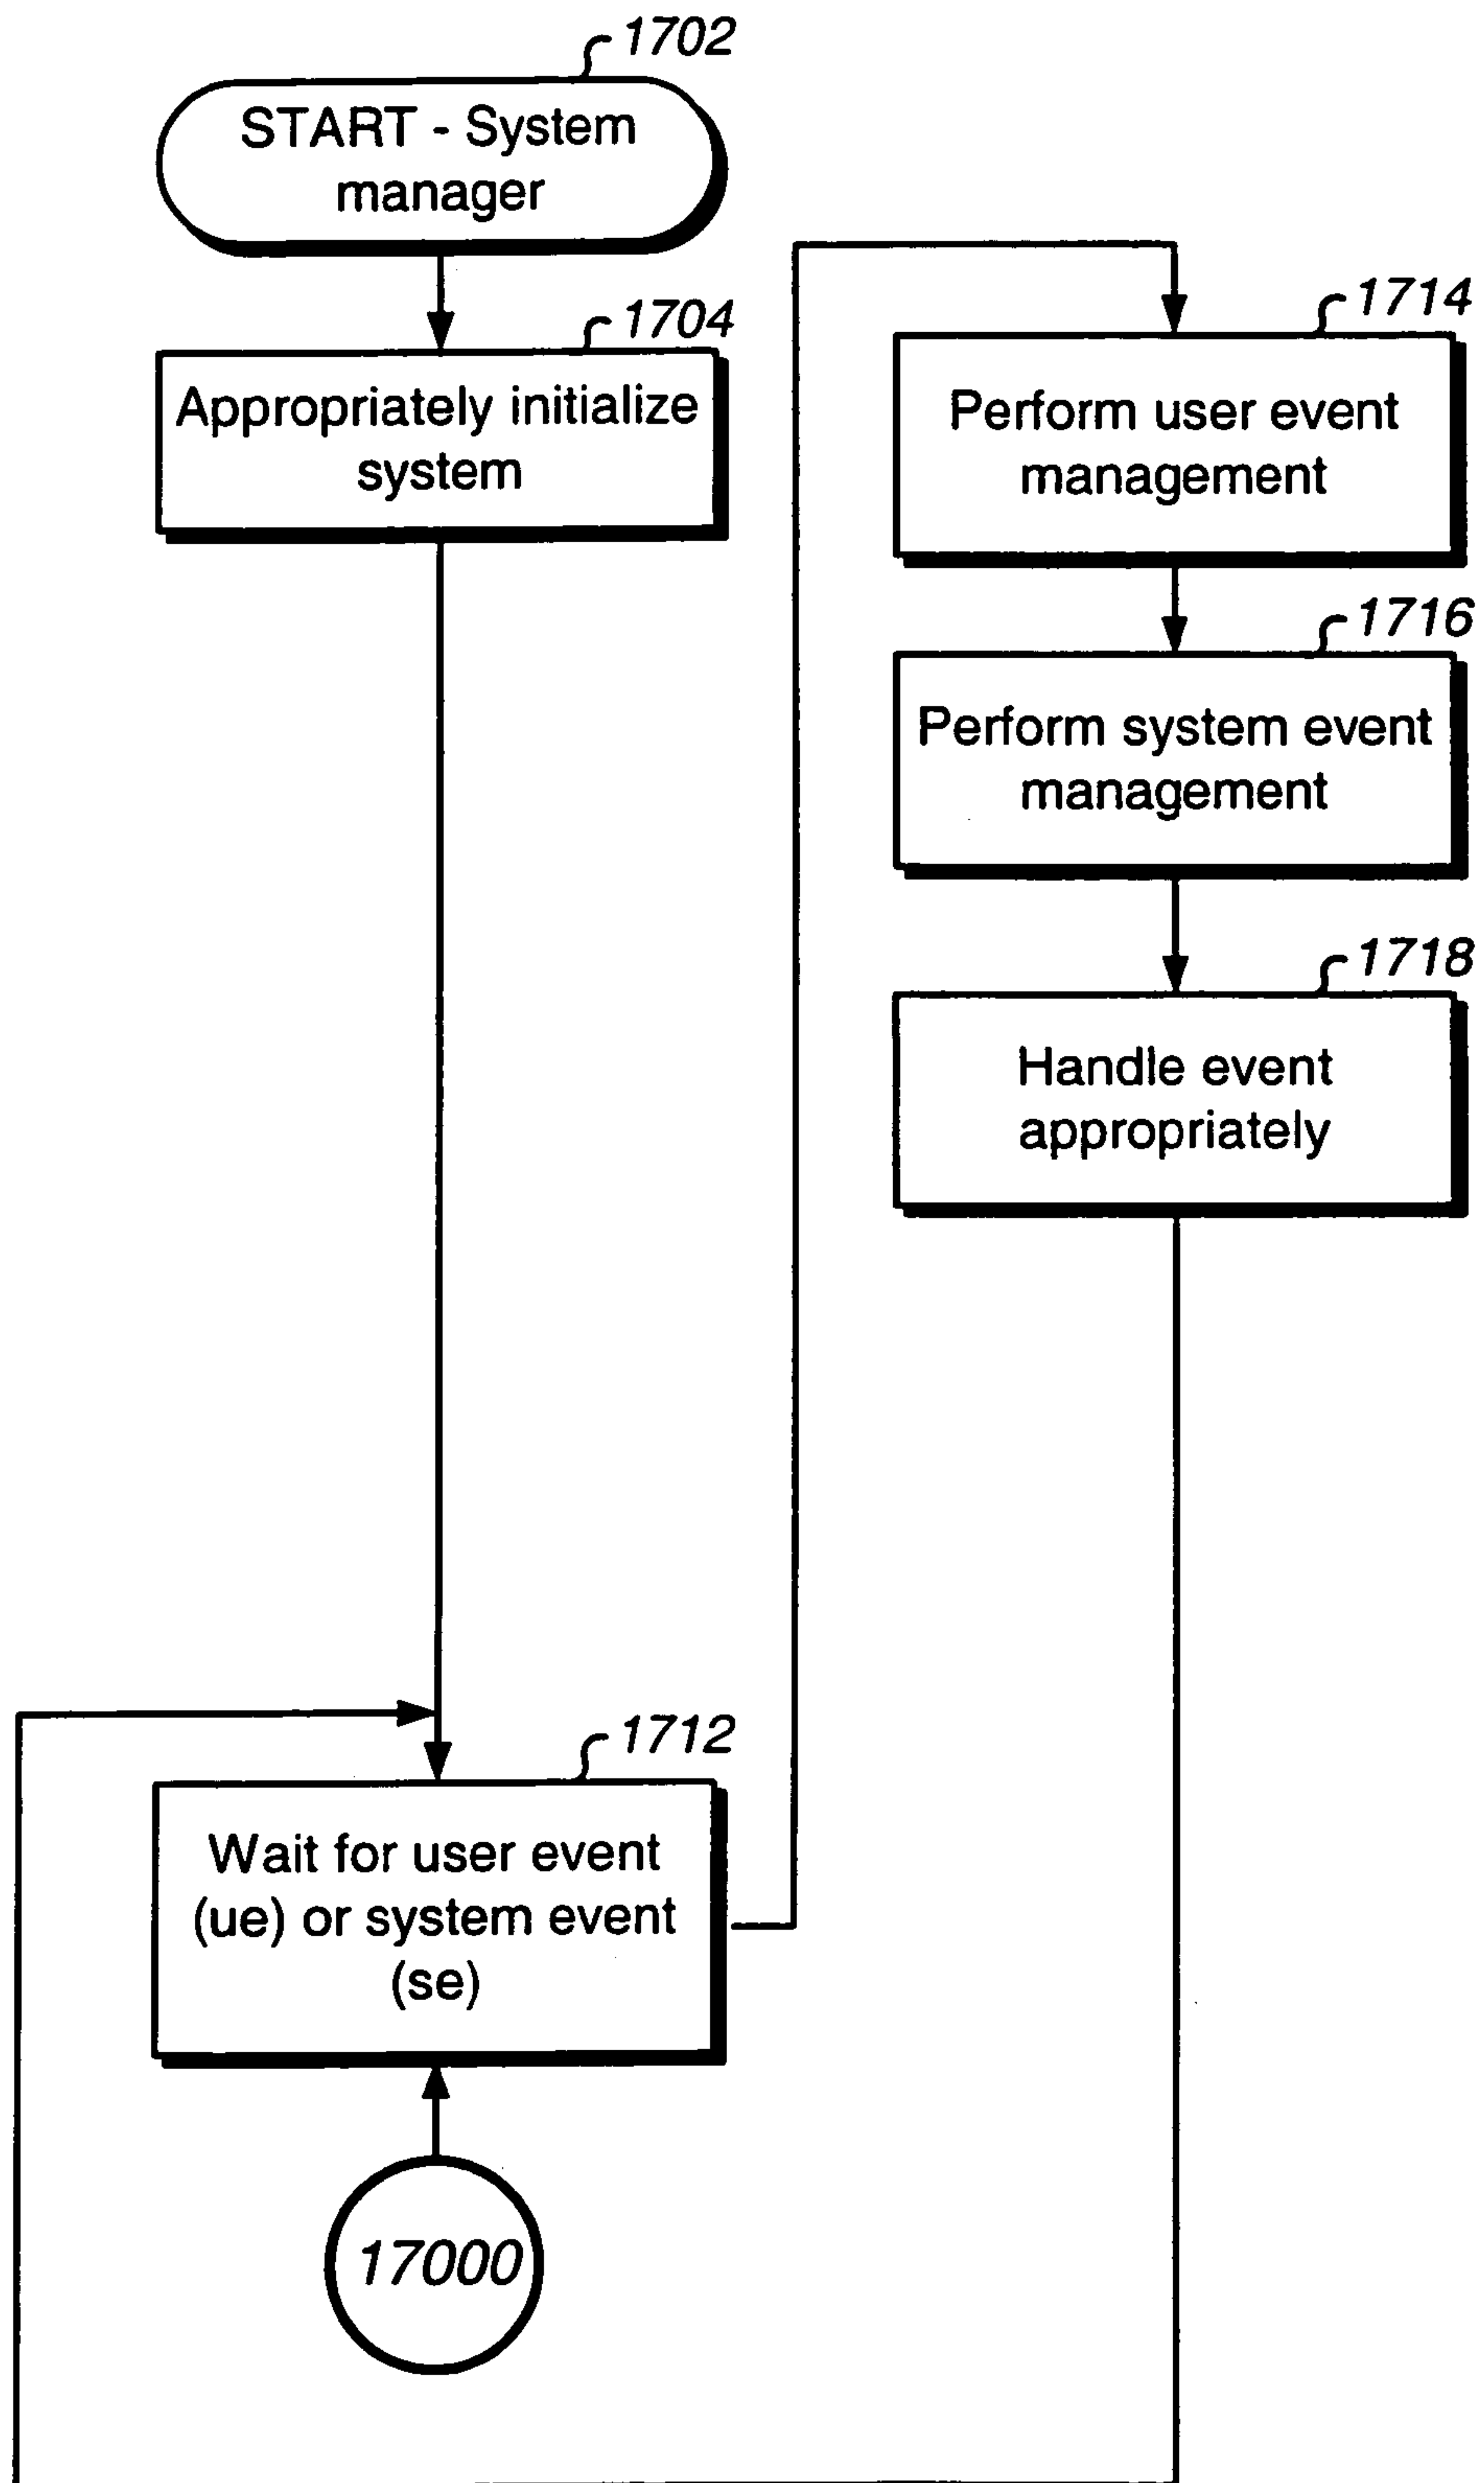 1702
START - System
manager
1704
Appropriately initialize
system
1712
Wait for user event
(ue) or system event
(se)
17000
1714
Perform user event
management
1716
Perform system event
management
1718
Handle event
appropriately